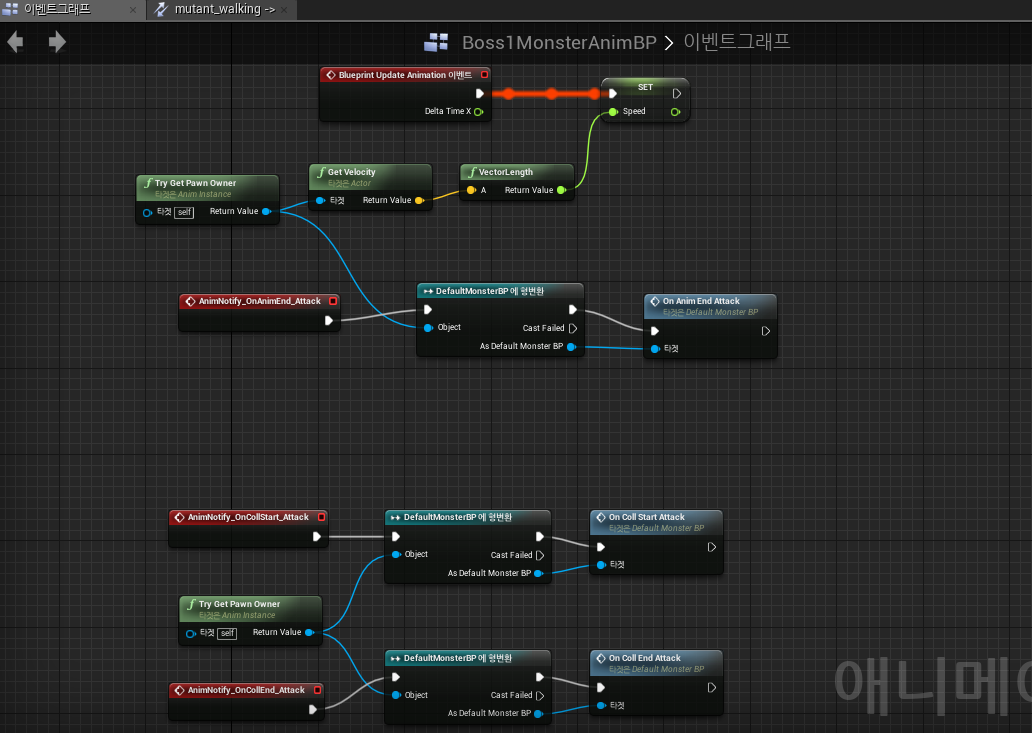 이벤트그래프
mutant_walking ->
Boss1MonsterAnimBP > 이벤트그래프
Blueprint Update Animation 이벤트
Delta Time X
SET
Speed
Try Get Pawn Owner
타겟은 Anim Instance
타겟 self
Return Value
Get Velocity
타겟은 Actor
타겟
Return Value
VectorLength
A
Return Value
AnimNotify_OnAnimEnd_Attack
DefaultMonsterBP 에 형변환
Object
Cast Failed
As Default Monster BP
On Anim End Attack
타겟은 Default Monster BP
타겟
AnimNotify_OnCollStart_Attack
DefaultMonsterBP 에 형변환
Object
Cast Failed
As Default Monster BP
On Coll Start Attack
타겟은 Default Monster BP
타겟
Try Get Pawn Owner
타겟은 Anim Instance
타겟 self
Return Value
AnimNotify_OnCollEnd_Attack
DefaultMonsterBP 에 형변환
Object
Cast Failed
As Default Monster BP
On Coll End Attack
타겟은 Default Monster BP
타겟
애니메